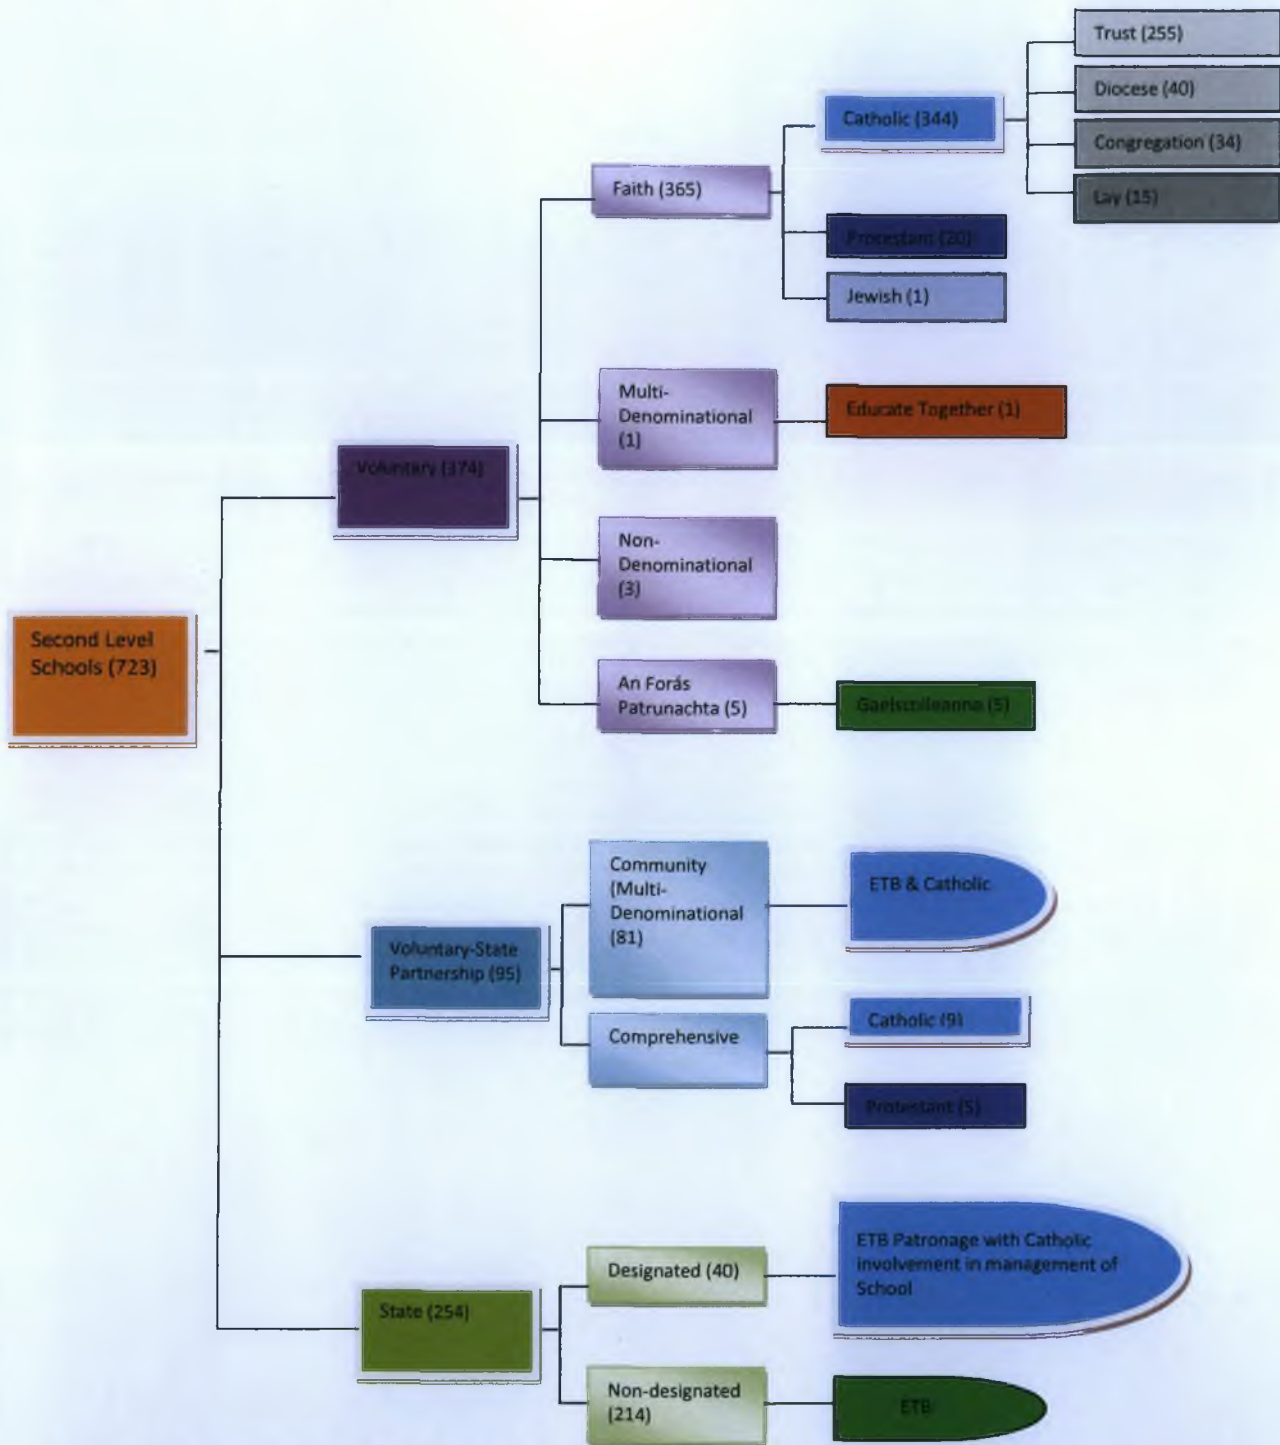 Trust (255)
Diocese (40)
Catholic (344)
Congregation (34)
Lay (15)
Faith (365)
Protestant (20)
Jewish (1)
Multi-
Denominational
(1)
Educate Together (1)
Voluntary (374)
Non-
Denominational
(3)
Second Level
Schools (723)
An Forás
Patrunachta (5)
Gaelscoileanna (5)
Community
(Multi-
Denominational
(81)
ETB & Catholic
Voluntary-State
Partnership (95)
Catholic (9)
Comprehensive
Protestant (5)
ETB Patronage with Catholic
involvement in management of
School
Designated (40)
State (254)
Non-designated
(214)
ETB